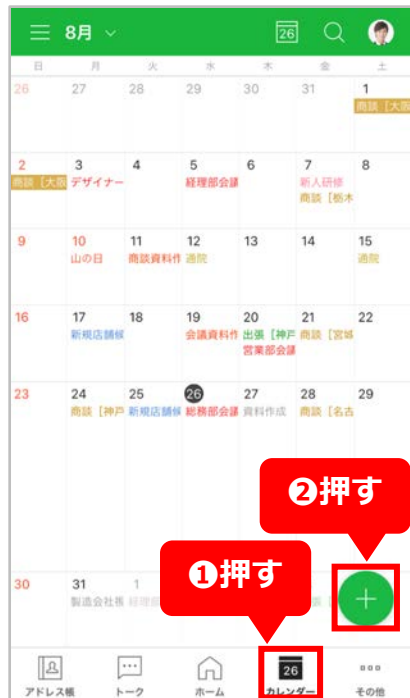 8月
26
日 月 火 水 木 金 土
26 27 28 29 30 31 1
商談［大阪
2 3 4 5 6 7 8
商談［大阪 デザイナー 経理部会議 新人研修
商談［栃木
9 10 11 12 13 14 15
山の日 商談資料作 通院 通院
16 17 18 19 20 21 22
新規店舗候 会議資料作 出張［神戸 商談［宮城
営業部会議
23 24 25 26 27 28 29
商談［神戸 新規店舗候 総務部会議 資料作成 商談［名古
❷押す
❶押す
30 31 1
製造会社視
26
アドレス帳 トーク ホーム カレンダー その他